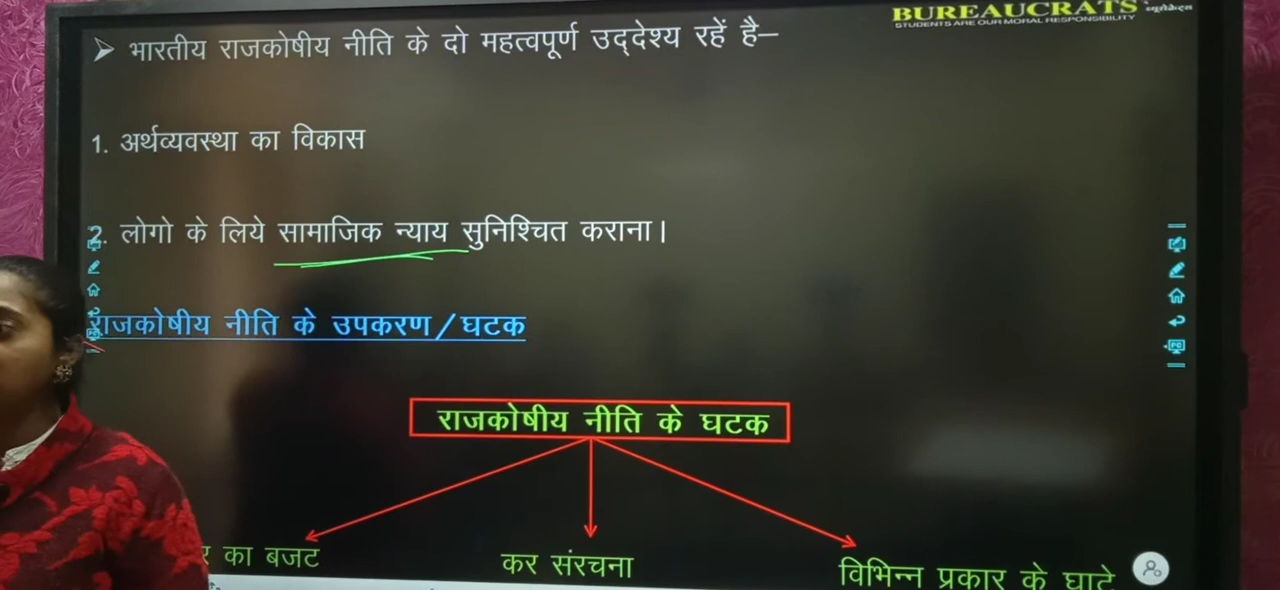 BUREAUCRATS
STUDENTS ARE OUR MORAL RESPONSIBILITY
➤ भारतीय राजकोषीय नीति के दो महत्वपूर्ण उद्देश्य रहें है–
1. अर्थव्यवस्था का विकास
2. लोगो के लिये सामाजिक न्याय सुनिश्चित कराना।
राजकोषीय नीति के उपकरण/घटक
राजकोषीय नीति के घटक
का बजट
कर संरचना
विभिन्न प्रकार के घाटे